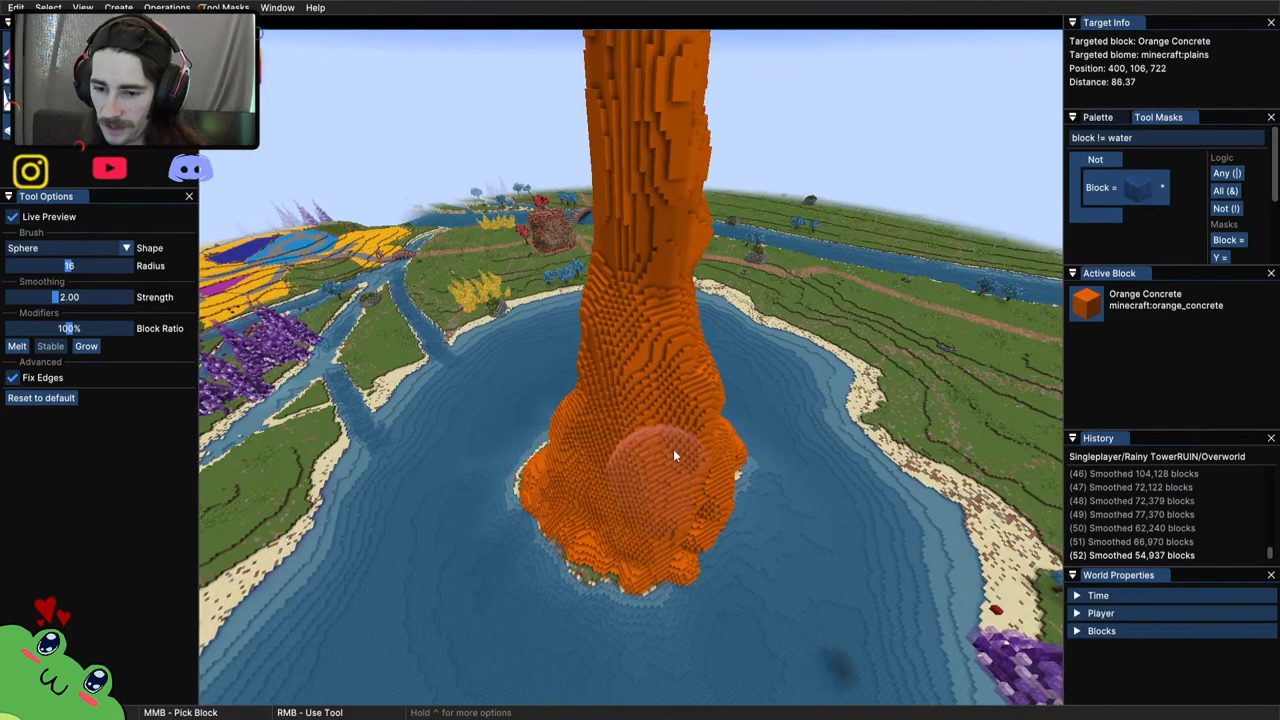 Edit Select View Create Operations Tool Masks Window Help
Tool Options
Live Preview
Brush
Sphere Shape
16 Radius
Smoothing
2.00 Strength
Modifiers
100% Block Ratio
Melt Stable Grow
Advanced
Fix Edges
Reset to default
Target Info
Targeted block: Orange Concrete
Targeted biome: minecraft:plains
Position: 400, 106, 722
Distance: 86.37
Palette Tool Masks
block != water
Not
Block =
Logic
Any (|)
All (&)
Not (!)
Masks
Block =
Y =
Active Block
Orange Concrete
minecraft:orange_concrete
History
Singleplayer/Rainy TowerRUIN/Overworld
(46) Smoothed 104,128 blocks
(47) Smoothed 72,122 blocks
(48) Smoothed 72,379 blocks
(49) Smoothed 77,370 blocks
(50) Smoothed 62,240 blocks
(51) Smoothed 66,970 blocks
(52) Smoothed 54,937 blocks
World Properties
Time
Player
Blocks
MMB - Pick Block RMB - Use Tool Hold ^ for more options